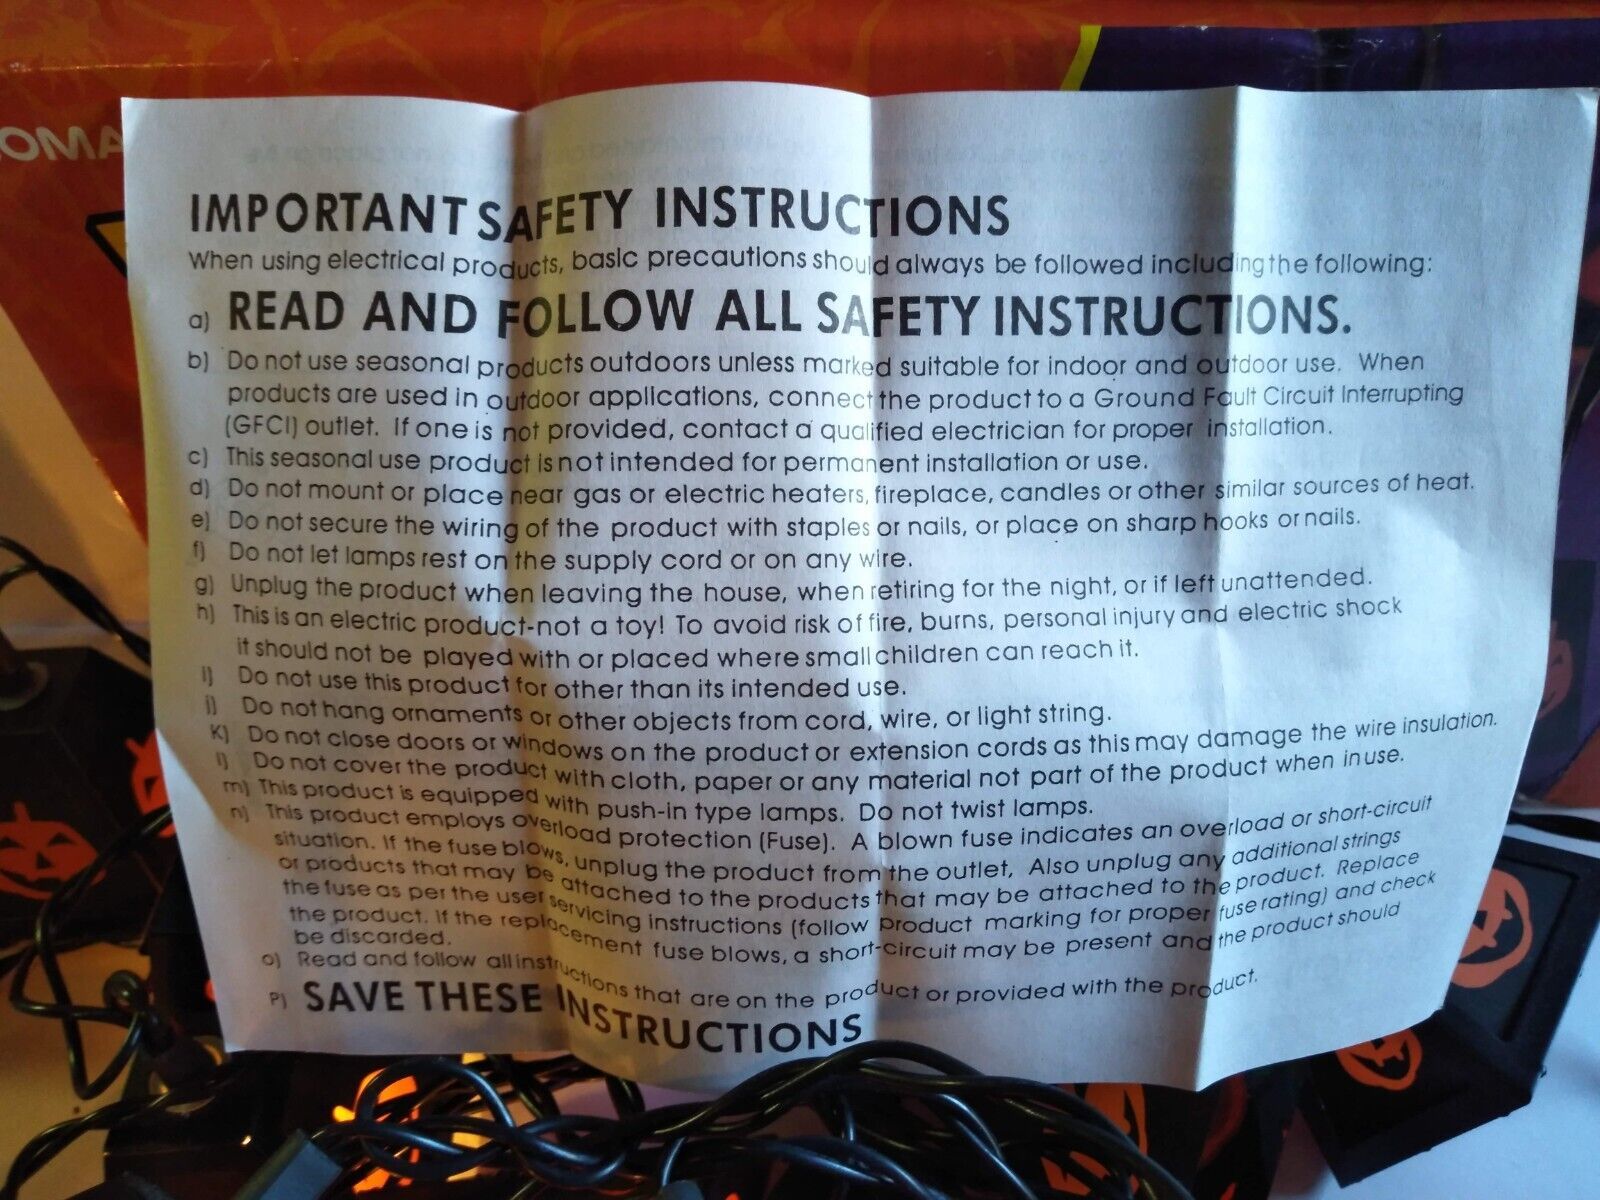 IMPORTANT SAFETY INSTRUCTIONS
When using electrical products, basic precautions should always be followed including the following:
a) READ AND FOLLOW ALL SAFETY INSTRUCTIONS.
b) Do not use seasonal products outdoors unless marked suitable for indoor and outdoor use. When
products are used in outdoor applications, connect the product to a Ground Fault Circuit Interrupting
(GFCI) outlet. If one is not provided, contact a qualified electrician for proper installation.
c) This seasonal use product is not intended for permanent installation or use.
d) Do not mount or place near gas or electric heaters, fireplace, candles or other similar sources of heat.
e) Do not secure the wiring of the product with staples or nails, or place on sharp hooks or nails.
f) Do not let lamps rest on the supply cord or on any wire.
g) Unplug the product when leaving the house, when retiring for the night, or if left unattended.
h) This is an electric product-not a toy! To avoid risk of fire, burns, personal injury and electric shock
it should not be played with or placed where small children can reach it.
i) Do not use this product for other than its intended use.
j) Do not hang ornaments or other objects from cord, wire, or light string.
K) Do not close doors or windows on the product or extension cords as this may damage the wire insulation.
l) Do not cover the product with cloth, paper or any material not part of the product when in use.
m) This product is equipped with push-in type lamps. Do not twist lamps.
n) This product employs overload protection (Fuse). A blown fuse indicates an overload or short-circuit
situation. If the fuse blows, unplug the product from the outlet, Also unplug any additional strings
or products that may be attached to the products that may be attached to the product. Replace
the fuse as per the user servicing instructions (follow product marking for proper fuse rating) and check
the product. If the replacement fuse blows, a short-circuit may be present and the product should
be discarded.
o) Read and follow all instructions that are on the product or provided with the product.
P) SAVE THESE INSTRUCTIONS